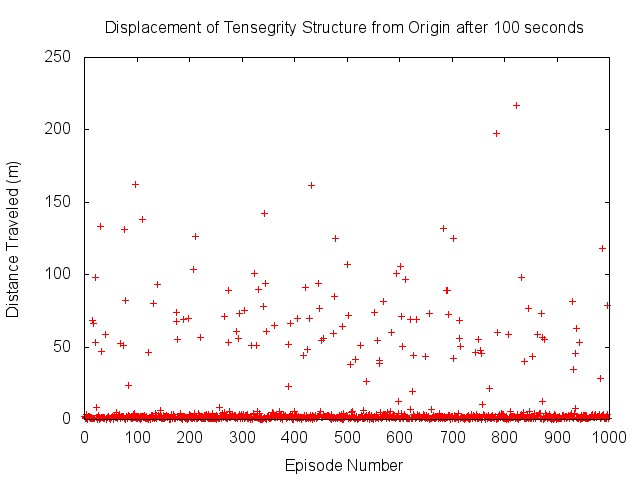 Displacement of Tensegrity Structure from Origin after 100 seconds
250
200
150
100
50
0
Distance Traveled (m)
0 100 200 300 400 500 600 700 800 900 1000
Episode Number